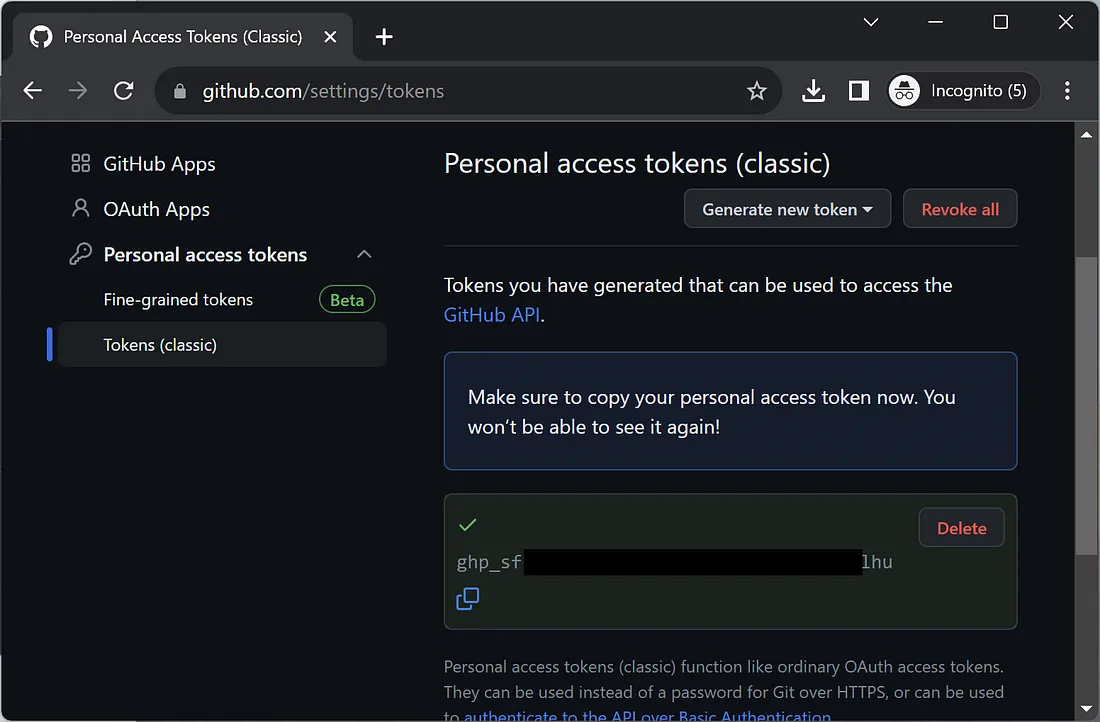 Personal Access Tokens (Classic)
github.com/settings/tokens
Incognito (5)
GitHub Apps
OAuth Apps
Personal access tokens
Fine-grained tokens
Beta
Tokens (classic)
Personal access tokens (classic)
Generate new token
Revoke all
Tokens you have generated that can be used to access the
GitHub API.
Make sure to copy your personal access token now. You
won't be able to see it again!
Delete
ghp_sf lhu
Personal access tokens (classic) function like ordinary OAuth access tokens.
They can be used instead of a password for Git over HTTPS, or can be used
to authenticate to the API over Basic Authentication.